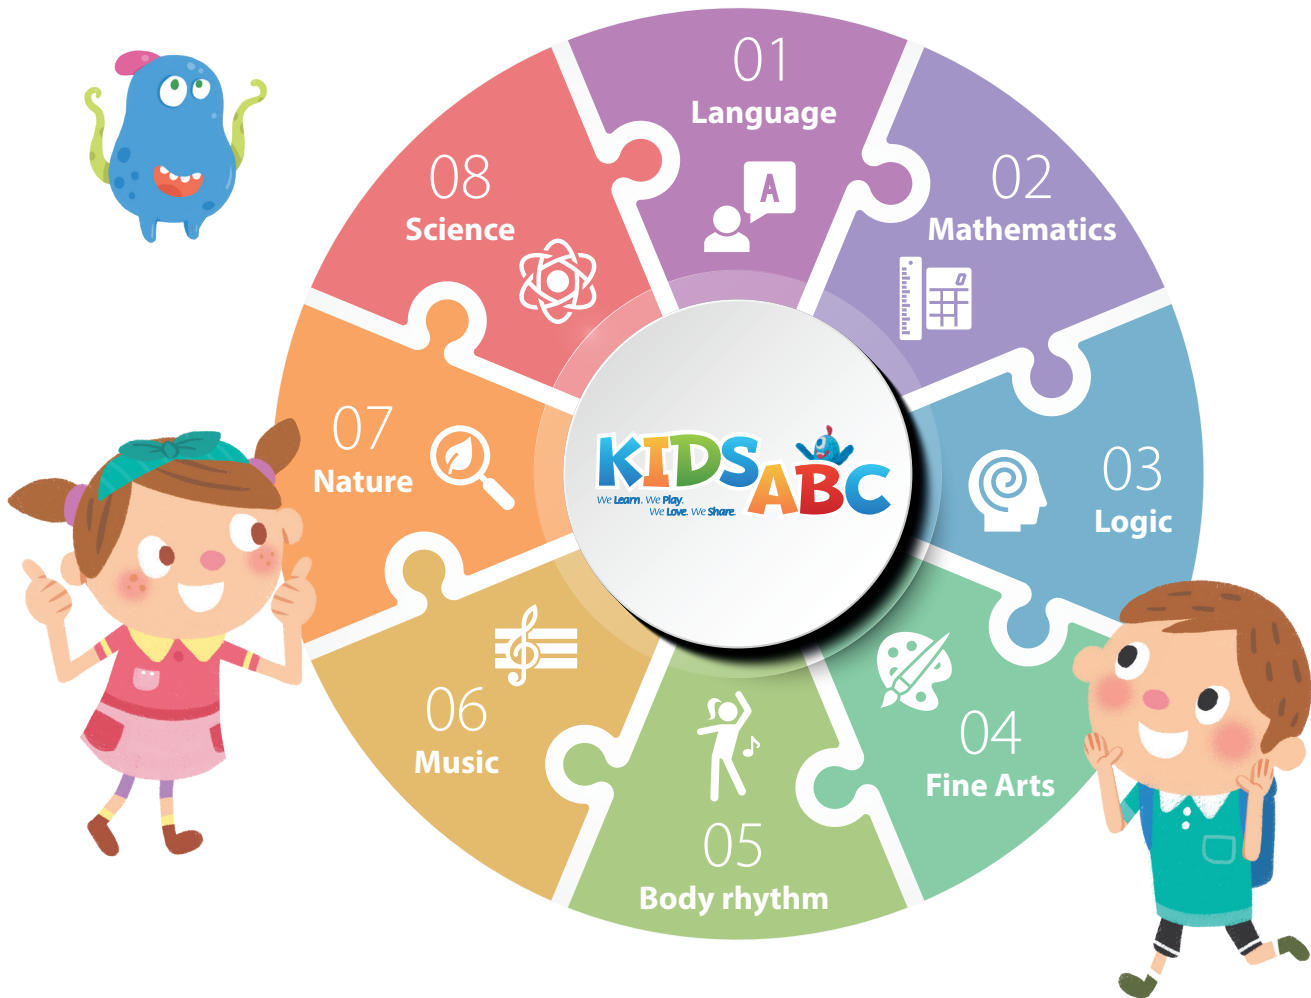 01
Language
A
02
Mathematics
03
Logic
04
Fine Arts
05
Body rhythm
06
Music
07
Nature
08
Science
KIDS
ABC
We Learn. We Play.
We Love. We Share.